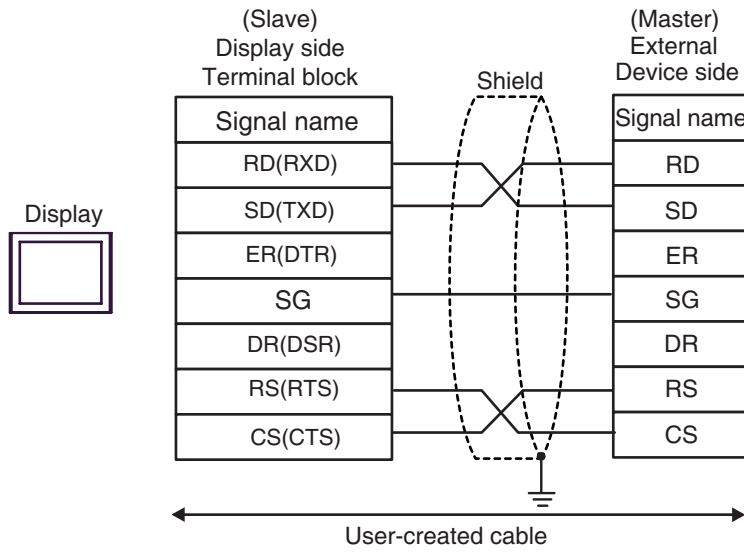 (Slave)
Display side
Terminal block
(Master)
External
Device side
Shield
Signal name
Signal name
RD(RXD)
RD
SD(TXD)
SD
Display
ER(DTR)
ER
SG
SG
DR(DSR)
DR
RS(RTS)
RS
CS(CTS)
CS
User-created cable